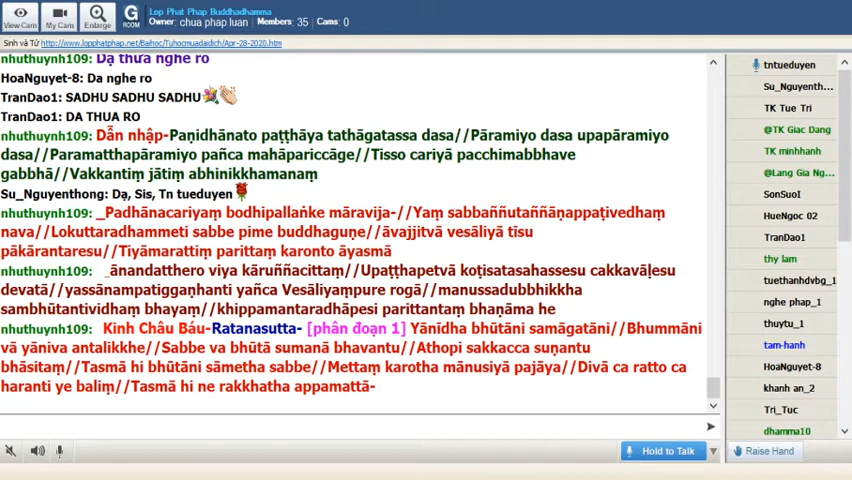 Lop Phat Phap Buddhadhamma
Owner: chua phap luan Members: 35 Cams: 0
View Cam
My Cam
Enlarge
G
ROOM
Sinh và Tử http://www.lopphatphap.net/Baihoc/Tuhocmuadaidich/Apr-28-2020.htm
nhuthuynh109: Dạ thưa nghe rõ
HoaNguyet-8: Da nghe ro
TranDao1: SADHU SADHU SADHU
TranDao1: DA THUA RO
nhuthuynh109: Dẫn nhập-Paṇidhānato paṭṭhāya tathāgatassa dasa//Pāramiyo dasa upapāramiyo
dasa//Paramatthapāramiyo pañca mahāpariccāge//Tisso cariyā pacchimabbhave
gabbhā//Vakkantiṃ jātiṃ abhinikkhamanaṃ
Su_Nguyenthong: Dạ, Sis, Tn tueduyen
nhuthuynh109: _Padhānacariyaṃ bodhipallaṅke māravija-//Yaṃ sabbaññutaññāṇappaṭivedhaṃ
nava//Lokuttaradhammeti sabbe pime buddhaguṇe//āvajjitvā vesāliyā tīsu
pākārantaresu//Tiyāmarattiṃ parittaṃ karonto āyasmā
nhuthuynh109: _ānandatthero viya kāruññacittaṃ//Upaṭṭhapetvā koṭisatasahassesu cakkavāḷesu
devatā//yassānampatiggaṇhanti yañca Vesāliyaṃpure rogā//manussadubbhikkha
sambhūtantividhaṃ bhayaṃ//khippamantaradhāpesi parittantaṃ bhaṇāma he
nhuthuynh109: Kinh Châu Báu-Ratanasutta- [phân đoạn 1] Yānīdha bhūtāni samāgatāni//Bhummāni
vā yāniva antalikkhe//Sabbe va bhūtā sumanā bhavantu//Athopi sakkacca suṇantu
bhāsitaṃ//Tasmā hi bhūtāni sāmetha sabbe//Mettaṃ karotha mānusiyā pajāya//Divā ca ratto ca
haranti ye baliṃ//Tasmā hi ne rakkhatha appamattā-
tntueduyen
Su_Nguyenth...
TK Tue Tri
@TK Giac Dang
TK minhhanh
@Lang Gia Ng...
SonSuoI
HueNgoc 02
TranDao1
thy lam
tuethanhdvbg_1
nghe phap_1
thuytu_1
tam-hanh
HoaNguyet-8
khanh an_2
Tri_Tuc
dhamma10
Hold to Talk
Raise Hand